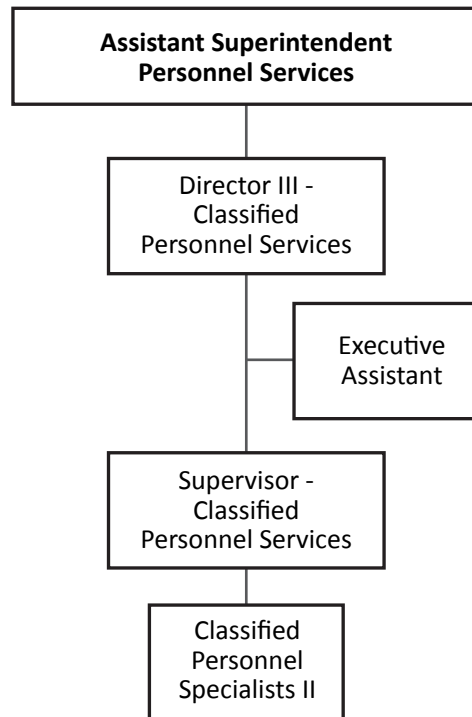 Assistant Superintendent
Personnel Services
Director III -
Classified
Personnel Services
Executive
Assistant
Supervisor -
Classified
Personnel Services
Classified
Personnel
Specialists II